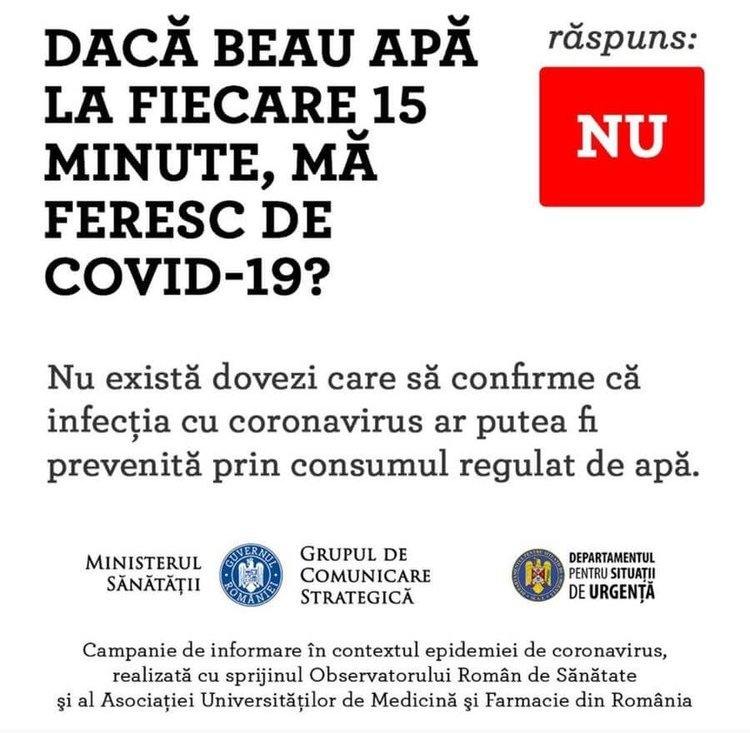 DACĂ BEAU APĂ
LA FIECARE 15
MINUTE, MĂ
FERESC DE
COVID-19?
răspuns:
NU
Nu există dovezi care să confirme că
infecția cu coronavirus ar putea fi
prevenită prin consumul regulat de apă.
MINISTERUL
SĂNĂTĂȚII
GUVERNUL
ROMÂNIEI
GRUPUL DE
COMUNICARE
STRATEGICĂ
DEPARTAMENTUL
PENTRU SITUAȚII
DE URGENȚĂ
Campanie de informare în contextul epidemiei de coronavirus,
realizată cu sprijinul Observatorului Român de Sănătate
și al Asociației Universităților de Medicină și Farmacie din România